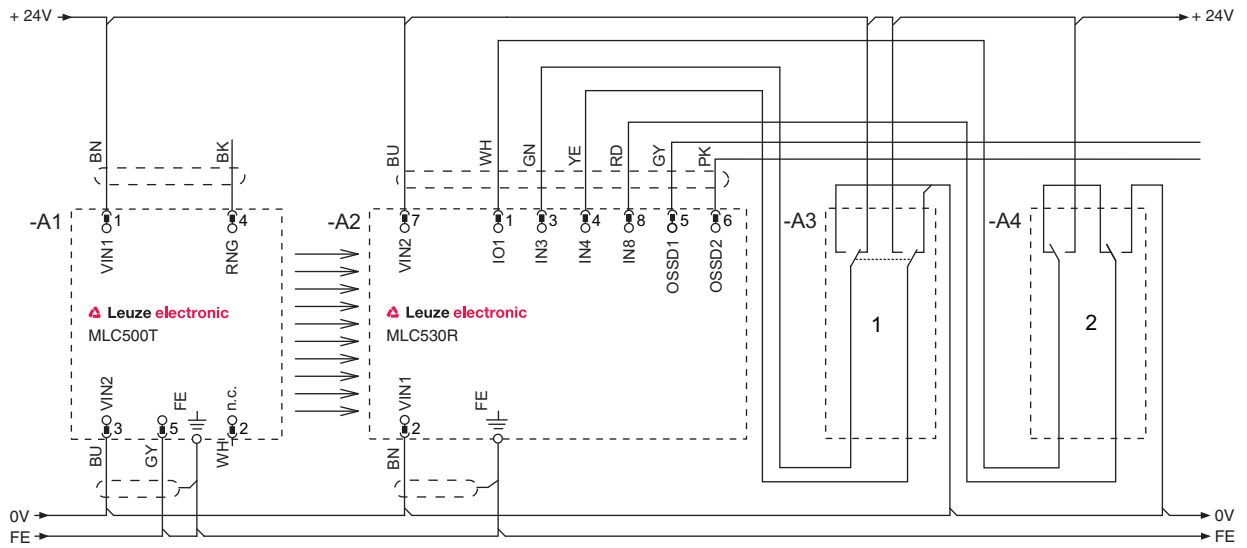 + 24V
+ 24V
BN
BK
BU
WH
GN
YE
RD
GY
PK
-A1
1
4
-A2
7
1
3
4
8
5
6
-A3
-A4
VIN1
RNG
VIN2
IO1
IN3
IN4
IN8
OSSD1
OSSD2
Leuze electronic
MLC500T
Leuze electronic
MLC530R
1
2
VIN2
FE
n.c.
VIN1
FE
3
5
2
2
BU
GY
WH
BN
0V
0V
FE
FE